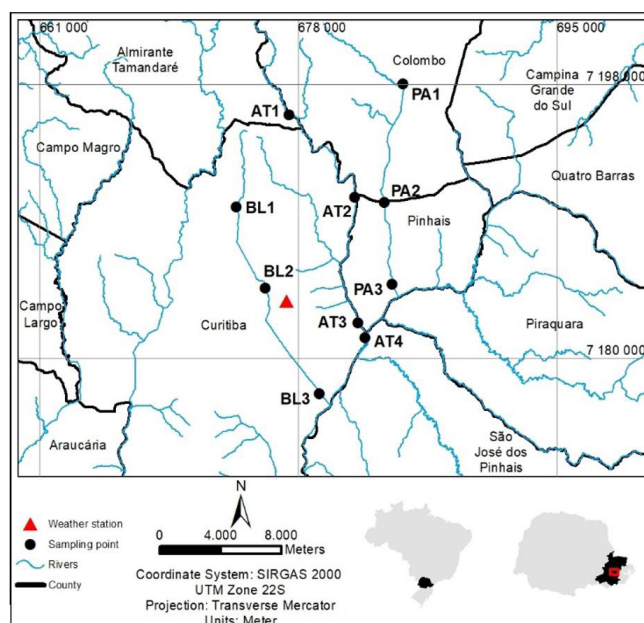 661 000
678 000
695 000
Almirante
Tamandaré
Colombo
Campina
Grande
do Sul
7 198 000
PA1
AT1
Campo Magro
Quatro Barras
BL1
AT2
PA2
Pinhais
BL2
PA3
Campo
Largo
Curitiba
AT3
Piraquara
AT4
7 180 000
BL3
Araucária
São
José dos
Pinhais
Weather station
Sampling point
Rivers
County
N
0 4.000 8.000
Meters
Coordinate System: SIRGAS 2000
UTM Zone 22S
Projection: Transverse Mercator
Units: Meter